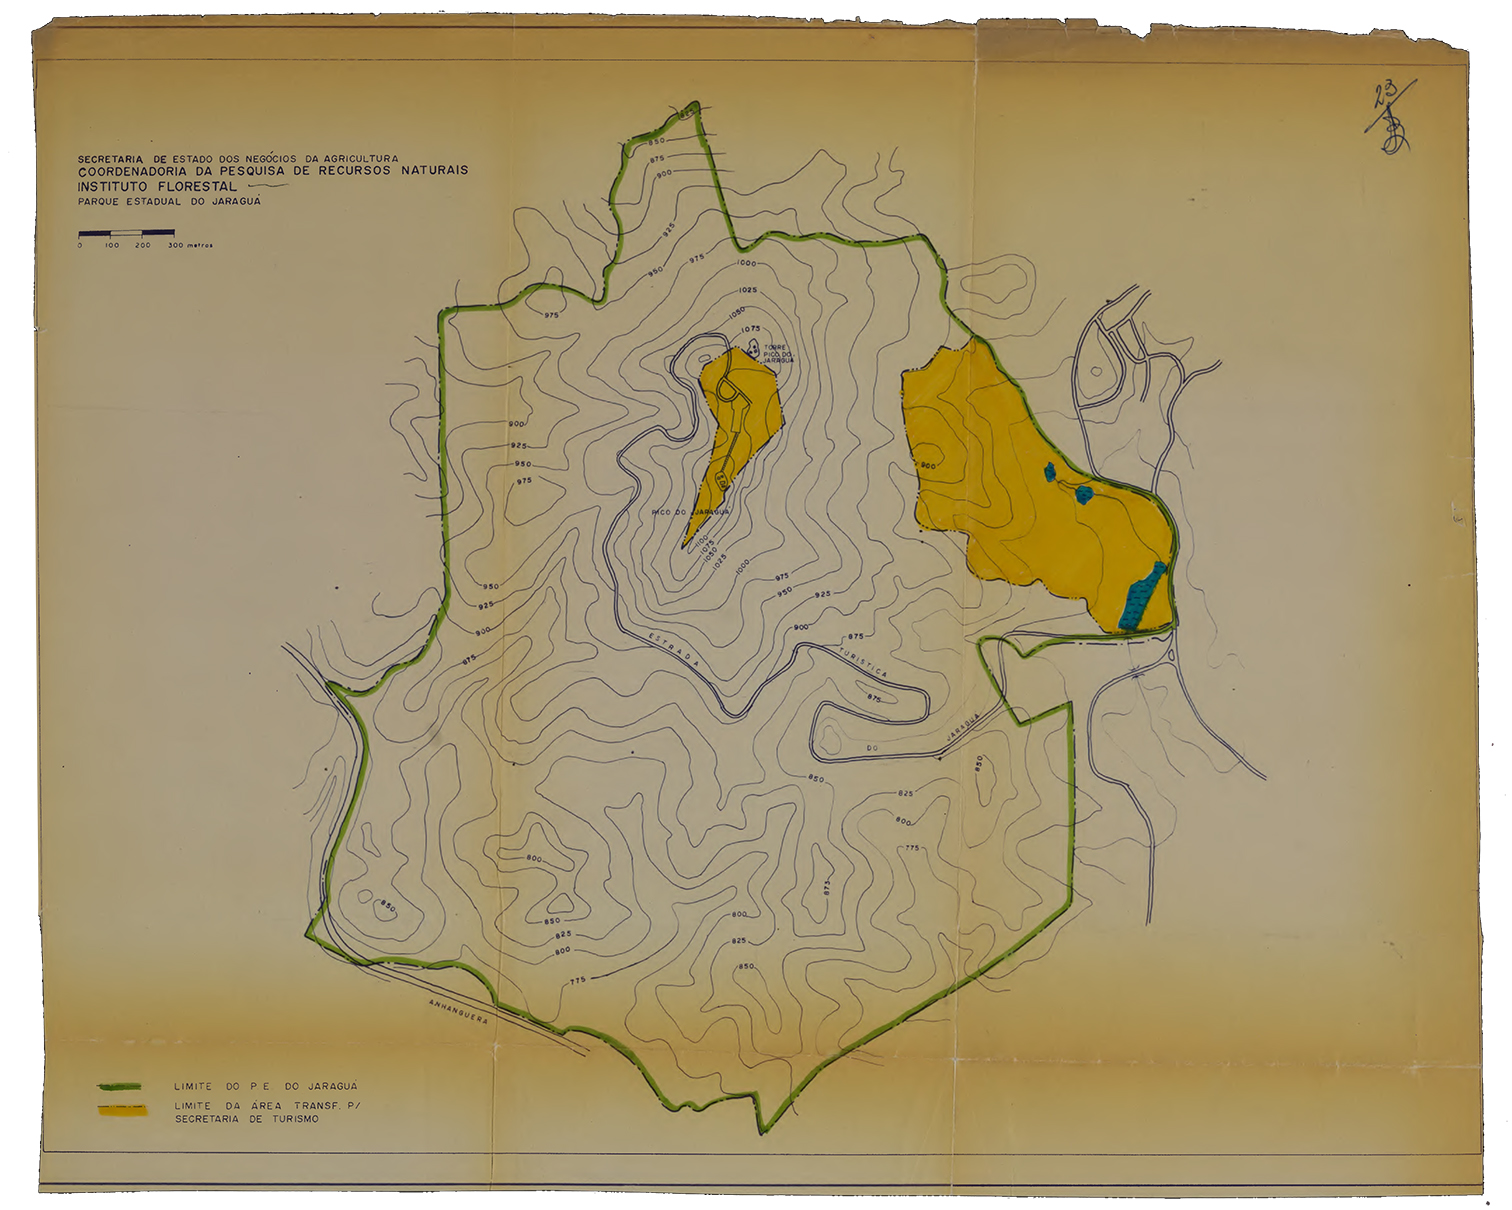 23
SECRETARIA DE ESTADO DOS NEGÓCIOS DA AGRICULTURA
COORDENADORIA DA PESQUISA DE RECURSOS NATURAIS
INSTITUTO FLORESTAL
PARQUE ESTADUAL DO JARAGUÁ
0 100 200 300 metros
850
875
900
925
950
975
1000
1025
1050
1075
975
TORRE
PICO DO
JARAGUA
900
925
950
975
900
PICO DO JARAGUÁ
1100
1075
1050
1025
1000
975
950
925
900
875
950
925
900
875
ESTRADA
TURISTICA
875
DO
JARAGUÁ
850
850
825
800
775
800
850
825
800
775
850
875
800
825
850
ANHANGUERA
LIMITE DO P.E. DO JARAGUÁ
LIMITE DA ÁREA TRANSF. P/
SECRETARIA DE TURISMO